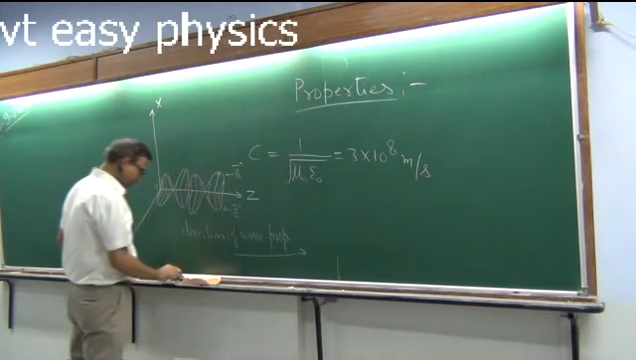 vt easy physics
Properties :-
X
C = 1/√μ₀ε₀ = 3×10⁸ m/s
B⃗
Z
E⃗
direction of wave prop